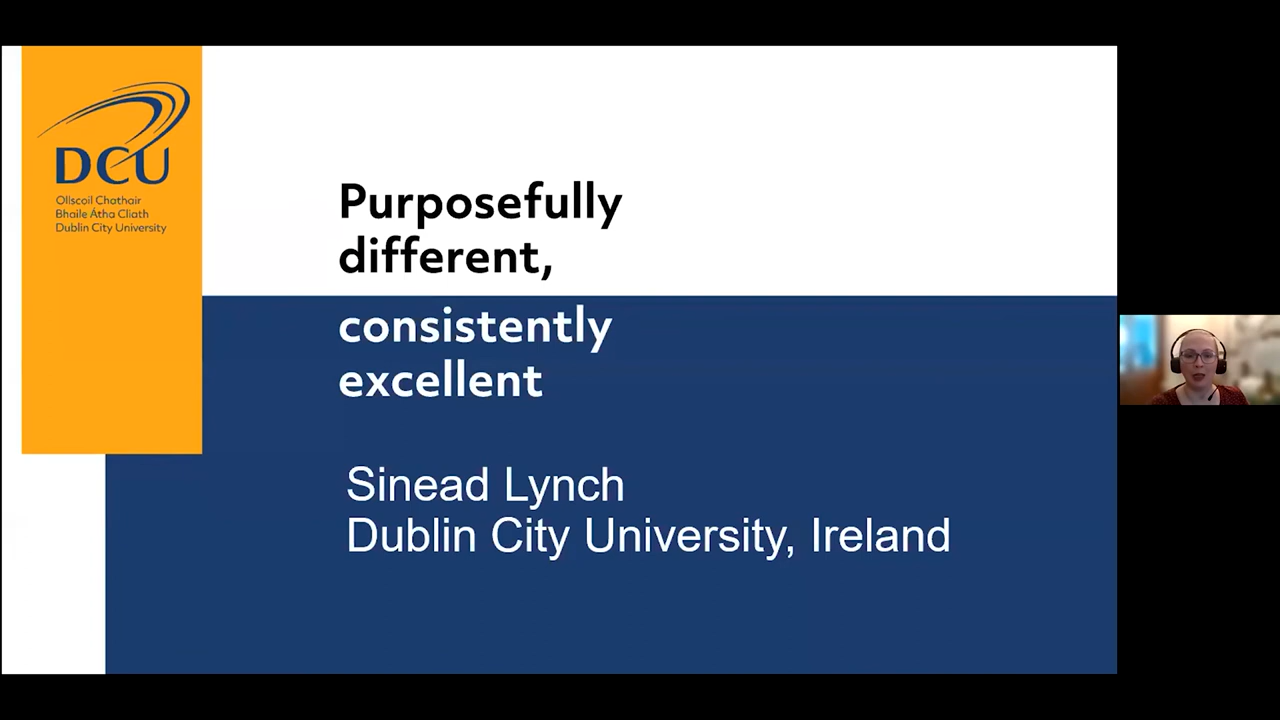 DCU
Ollscoil Chathair
Bhaile Átha Cliath
Dublin City University
Purposefully
different,
consistently
excellent
Sinead Lynch
Dublin City University, Ireland